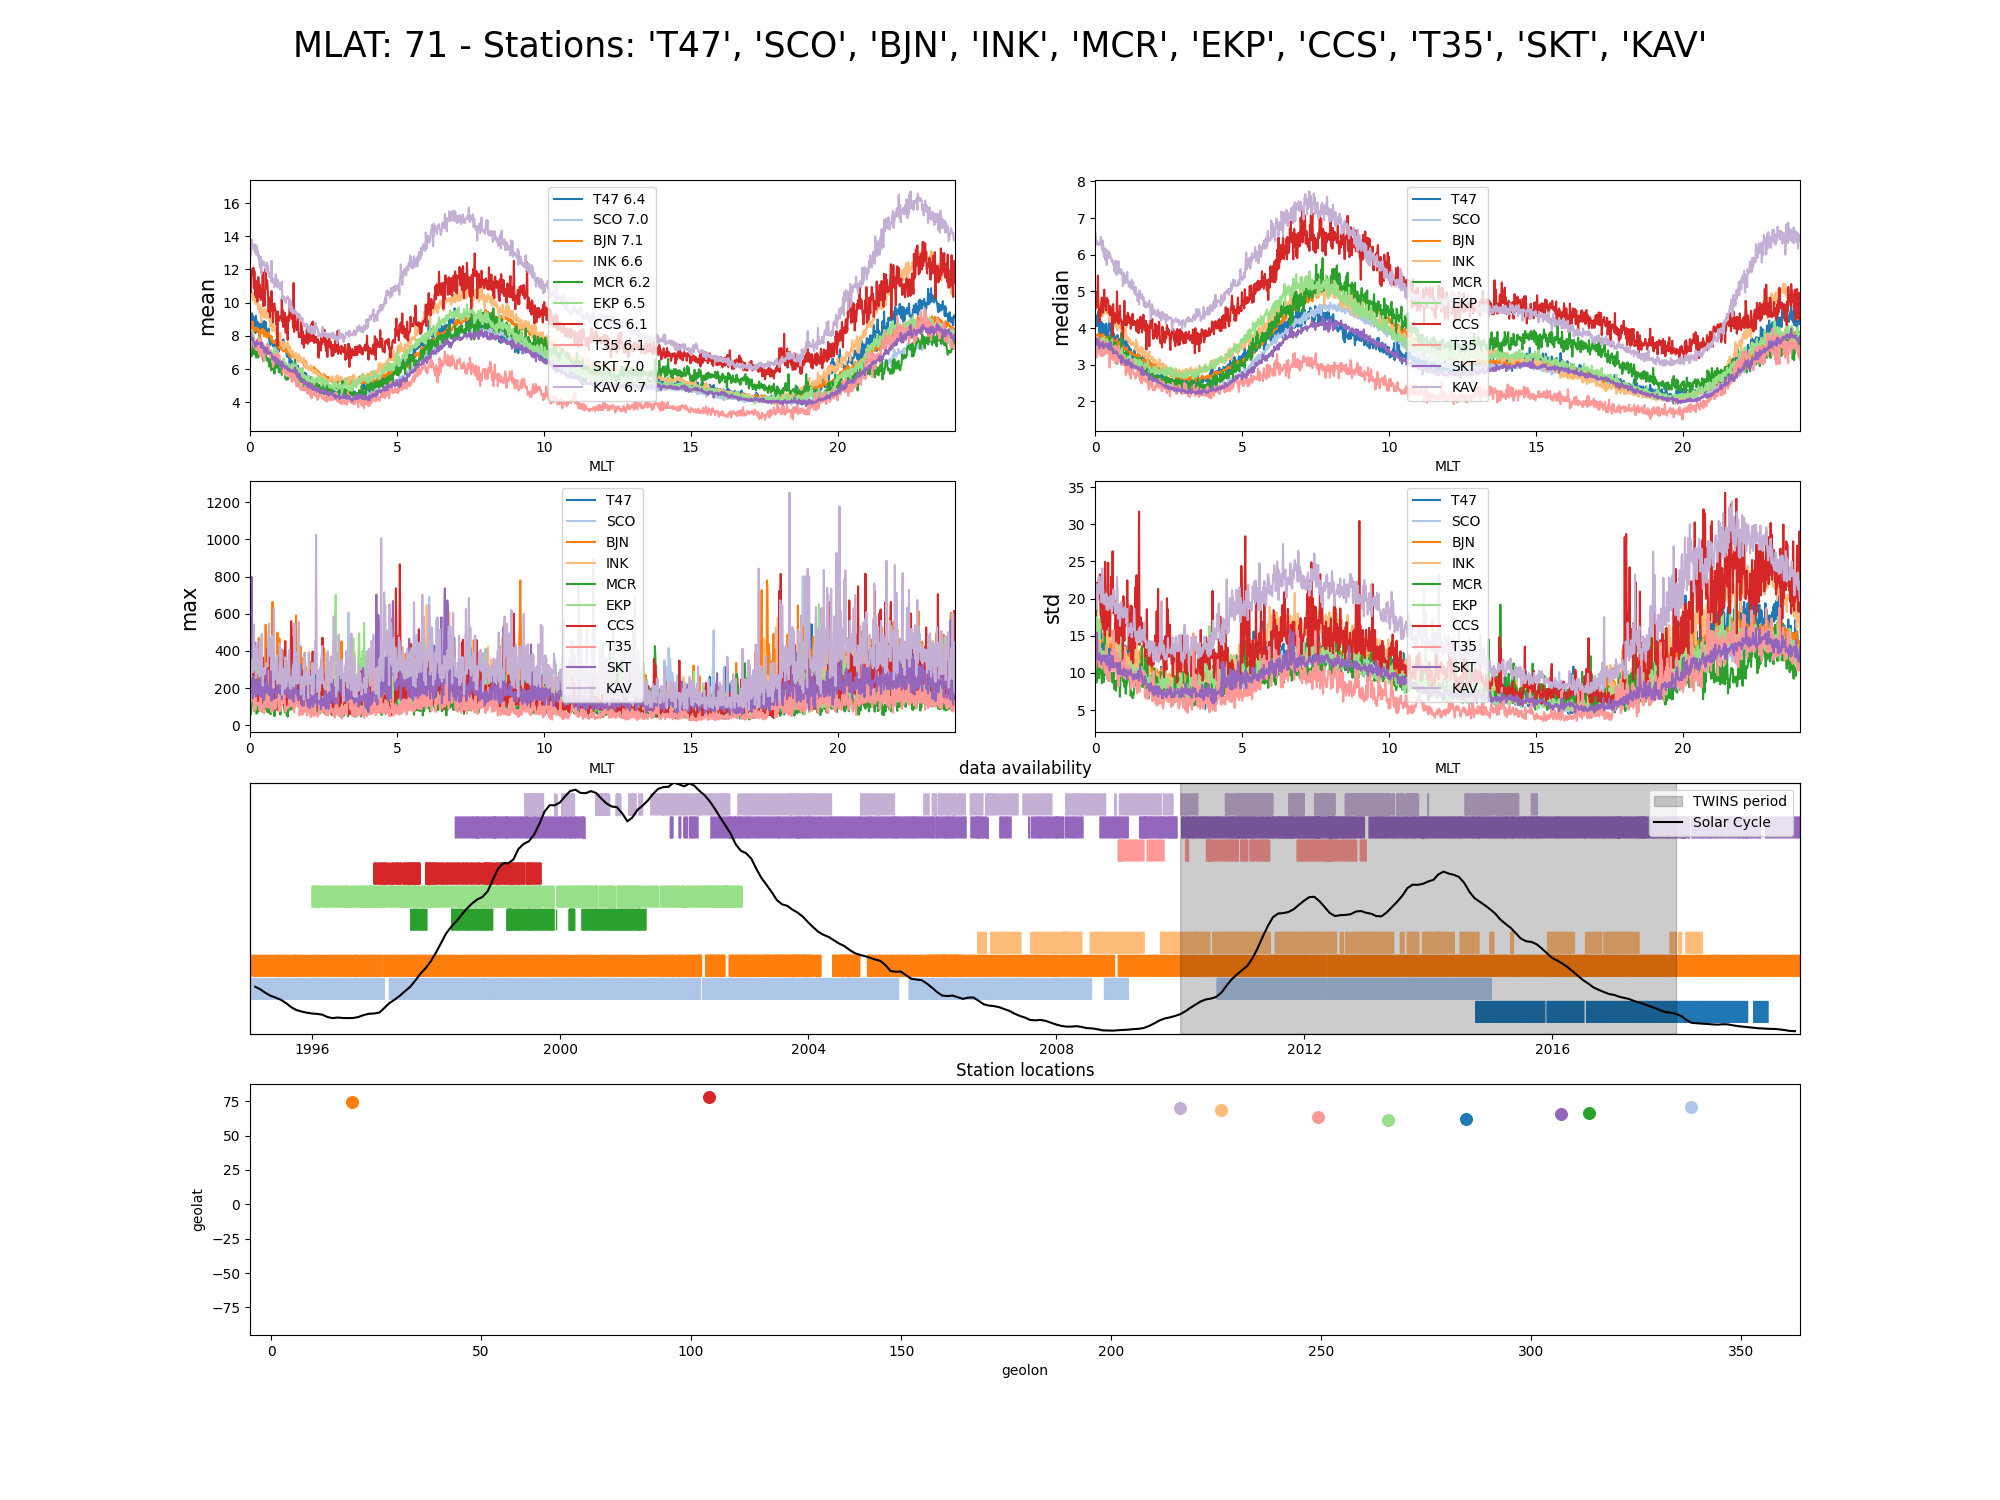 MLAT: 71 - Stations: 'T47', 'SCO', 'BJN', 'INK', 'MCR', 'EKP', 'CCS', 'T35', 'SKT', 'KAV'
mean
16
14
12
10
8
6
4
T47 6.4
SCO 7.0
BJN 7.1
INK 6.6
MCR 6.2
EKP 6.5
CCS 6.1
T35 6.1
SKT 7.0
KAV 6.7
0 5 10 15 20
MLT
median
8
7
6
5
4
3
2
T47
SCO
BJN
INK
MCR
EKP
CCS
T35
SKT
KAV
0 5 10 15 20
MLT
max
1200
1000
800
600
400
200
0
T47
SCO
BJN
INK
MCR
EKP
CCS
T35
SKT
KAV
0 5 10 15 20
MLT
std
35
30
25
20
15
10
5
T47
SCO
BJN
INK
MCR
EKP
CCS
T35
SKT
KAV
0 5 10 15 20
MLT
data availability
TWINS period
Solar Cycle
1996 2000 2004 2008 2012 2016
Station locations
geolat
75
50
25
0
−25
−50
−75
0 50 100 150 200 250 300 350
geolon